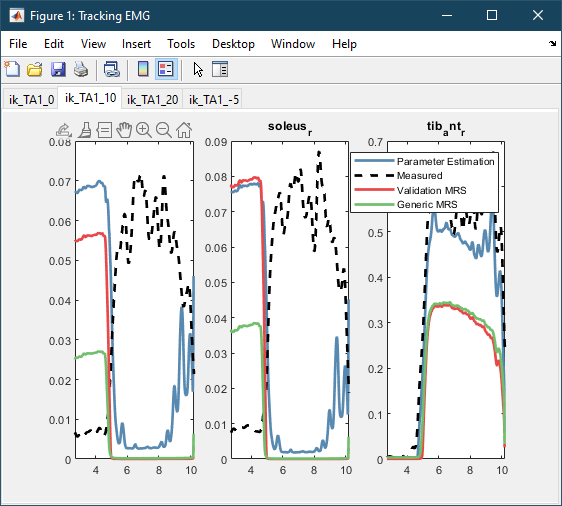 Figure 1: Tracking EMG
File Edit View Insert Tools Desktop Window Help
ik_TA1_0 ik_TA1_10 ik_TA1_20 ik_TA1_-5
soleusr tibantr
0.08 0.09 0.7
Parameter Estimation
Measured
Validation MRS
Generic MRS
0.07 0.08
0.06 0.07 0.6
0.05 0.06 0.5
0.04 0.05 0.4
0.03 0.04 0.3
0.02 0.03 0.2
0.01 0.02 0.1
0 0.01 0
0
4 6 8 10 4 6 8 10 4 6 8 10